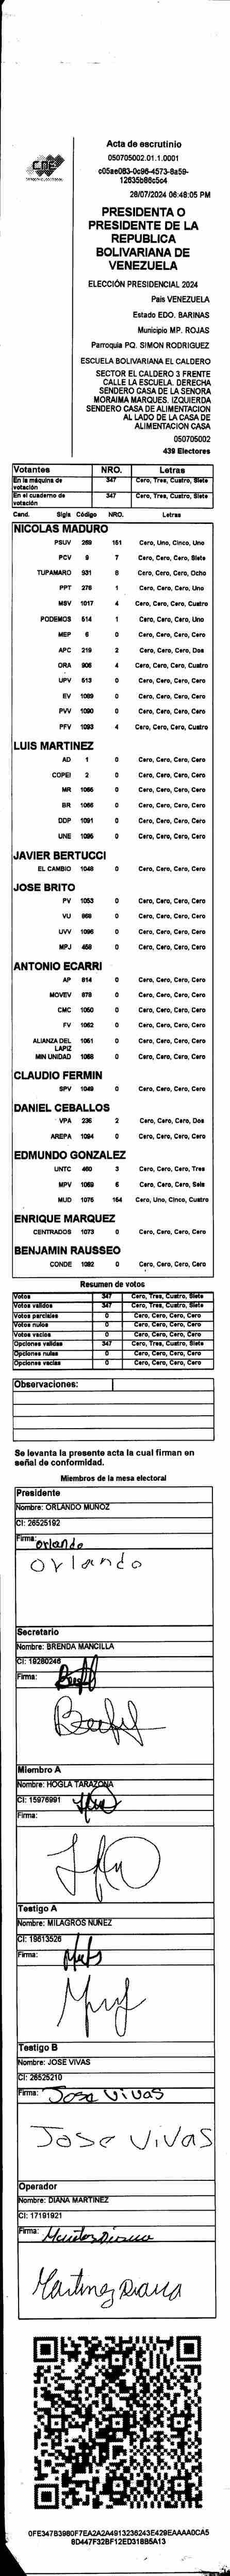 CNE
Acta de escrutinio
050705002.01.1.0001
c05ae083-0c96-4573-8a59-
12635b86c5c4
28/07/2024 06:48:05 PM
PRESIDENTA O
PRESIDENTE DE LA
REPUBLICA
BOLIVARIANA DE
VENEZUELA
ELECCIÓN PRESIDENCIAL 2024
País VENEZUELA
Estado EDO. BARINAS
Municipio MP. ROJAS
Parroquia PQ. SIMON RODRIGUEZ
ESCUELA BOLIVARIANA EL CALDERO
SECTOR EL CALDERO 3 FRENTE
CALLE LA ESCUELA. DERECHA
SENDERO CASA DE LA SENORA
MORAIMA MARQUES. IZQUIERDA
SENDERO CASA DE ALIMENTACION
AL LADO DE LA CASA DE
ALIMENTACION CASA
050705002
439 Electores
Votantes NRO. Letras
En la máquina de votación 347 Cero, Tres, Cuatro, Siete
En el cuaderno de votación 347 Cero, Tres, Cuatro, Siete
Cand. Sigla Código NRO. Letras
NICOLAS MADURO
PSUV 269 151 Cero, Uno, Cinco, Uno
PCV 9 7 Cero, Cero, Cero, Siete
TUPAMARO 931 8 Cero, Cero, Cero, Ocho
PPT 276 1 Cero, Cero, Cero, Uno
MSV 1017 4 Cero, Cero, Cero, Cuatro
PODEMOS 514 1 Cero, Cero, Cero, Uno
MEP 6 0 Cero, Cero, Cero, Cero
APC 219 2 Cero, Cero, Cero, Dos
ORA 906 4 Cero, Cero, Cero, Cuatro
UPV 513 0 Cero, Cero, Cero, Cero
EV 1089 0 Cero, Cero, Cero, Cero
PVV 1090 0 Cero, Cero, Cero, Cero
PFV 1093 4 Cero, Cero, Cero, Cuatro
LUIS MARTINEZ
AD 1 0 Cero, Cero, Cero, Cero
COPEI 2 0 Cero, Cero, Cero, Cero
MR 1065 0 Cero, Cero, Cero, Cero
BR 1066 0 Cero, Cero, Cero, Cero
DDP 1091 0 Cero, Cero, Cero, Cero
UNE 1095 0 Cero, Cero, Cero, Cero
JAVIER BERTUCCI
EL CAMBIO 1048 0 Cero, Cero, Cero, Cero
JOSE BRITO
PV 1053 0 Cero, Cero, Cero, Cero
VU 869 0 Cero, Cero, Cero, Cero
UVV 1096 0 Cero, Cero, Cero, Cero
MPJ 458 0 Cero, Cero, Cero, Cero
ANTONIO ECARRI
AP 814 0 Cero, Cero, Cero, Cero
MOVEV 878 0 Cero, Cero, Cero, Cero
CMC 1050 0 Cero, Cero, Cero, Cero
FV 1062 0 Cero, Cero, Cero, Cero
ALIANZA DEL LAPIZ 1061 0 Cero, Cero, Cero, Cero
MIN UNIDAD 1088 0 Cero, Cero, Cero, Cero
CLAUDIO FERMIN
SPV 1049 0 Cero, Cero, Cero, Cero
DANIEL CEBALLOS
VPA 236 2 Cero, Cero, Cero, Dos
AREPA 1094 0 Cero, Cero, Cero, Cero
EDMUNDO GONZALEZ
UNTC 460 3 Cero, Cero, Cero, Tres
MPV 1069 6 Cero, Cero, Cero, Seis
MUD 1075 154 Cero, Uno, Cinco, Cuatro
ENRIQUE MARQUEZ
CENTRADOS 1073 0 Cero, Cero, Cero, Cero
BENJAMIN RAUSSEO
CONDE 1092 0 Cero, Cero, Cero, Cero
Resumen de votos
Votos 347 Cero, Tres, Cuatro, Siete
Votos válidos 347 Cero, Tres, Cuatro, Siete
Votos parciales 0 Cero, Cero, Cero, Cero
Votos nulos 0 Cero, Cero, Cero, Cero
Votos vacíos 0 Cero, Cero, Cero, Cero
Opciones válidas 347 Cero, Tres, Cuatro, Siete
Opciones nulas 0 Cero, Cero, Cero, Cero
Opciones vacías 0 Cero, Cero, Cero, Cero
Observaciones:
Se levanta la presente acta la cual firman en
señal de conformidad.
Miembros de la mesa electoral
Presidente
Nombre: ORLANDO MUÑOZ
CI: 26525192
Firma: Orlando
Orlando
Secretario
Nombre: BRENDA MANCILLA
CI: 19280246
Firma:
Miembro A
Nombre: HOGLA TARAZONA
CI: 15976991
Firma:
Testigo A
Nombre: MILAGROS NUÑEZ
CI: 19613526
Firma:
Testigo B
Nombre: JOSE VIVAS
CI: 26525210
Firma: Jose Vivas
Jose Vivas
Operador
Nombre: DIANA MARTINEZ
CI: 17191921
Firma: Martinez Diana
Martinez Diana
0FE347B3980F7EA2A2A4913236243E429EAAAA0CA5
8D447F32BF12ED318B5A13